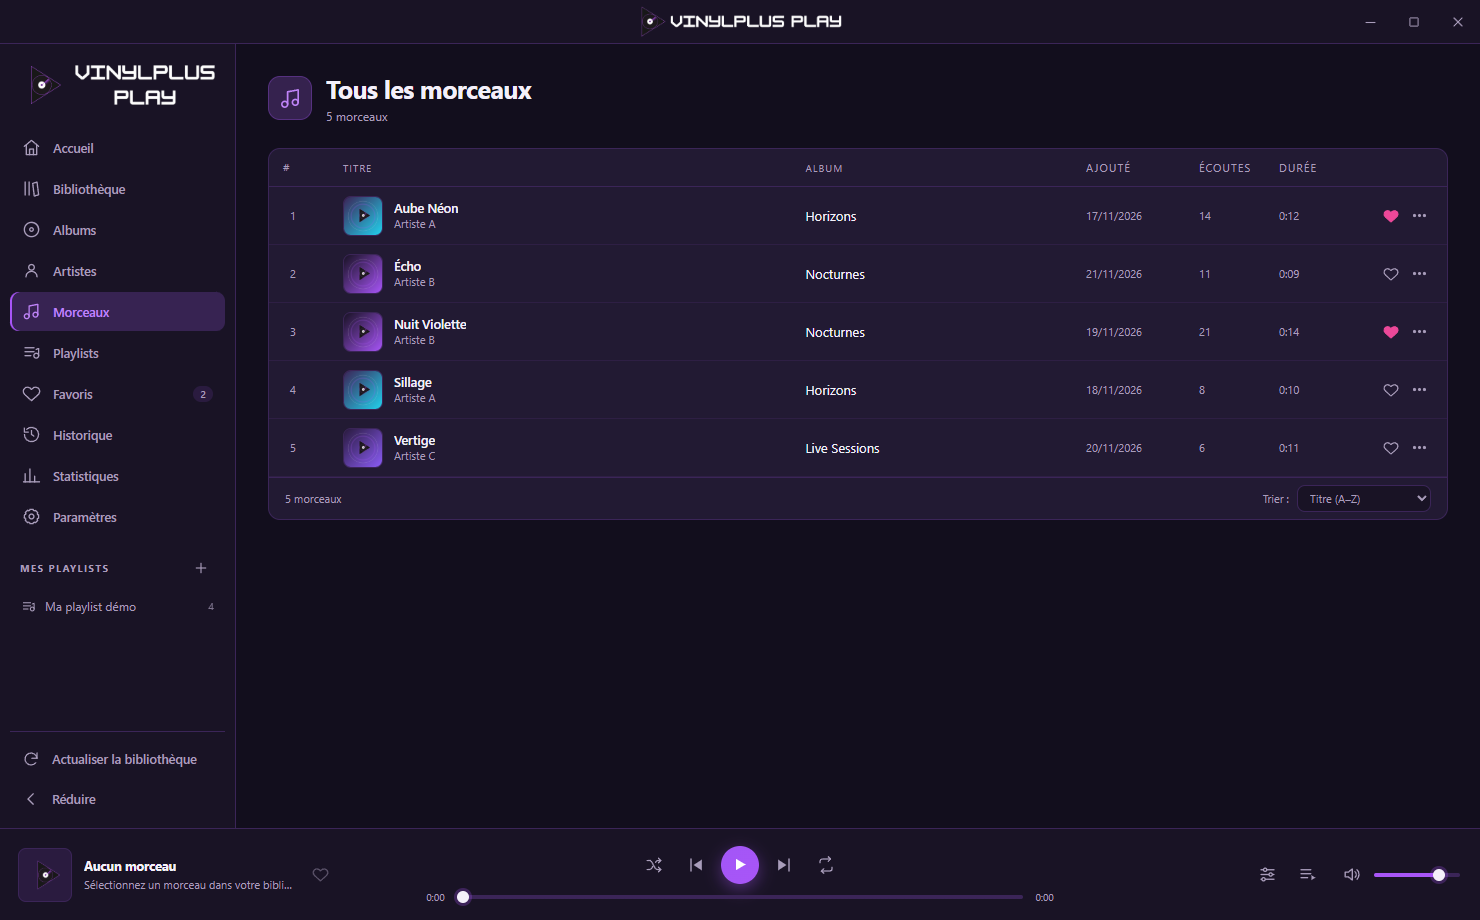 VINYLPLUS PLAY
VINYLPLUS
PLAY
Accueil
Bibliothèque
Albums
Artistes
Morceaux
Playlists
Favoris 2
Historique
Statistiques
Paramètres
MES PLAYLISTS
Ma playlist démo 4
Actualiser la bibliothèque
Réduire
Tous les morceaux
5 morceaux
# TITRE ALBUM AJOUTÉ ÉCOUTES DURÉE
1 Aube Néon Horizons 17/11/2026 14 0:12
Artiste A
2 Écho Nocturnes 21/11/2026 11 0:09
Artiste B
3 Nuit Violette Nocturnes 19/11/2026 21 0:14
Artiste B
4 Sillage Horizons 18/11/2026 8 0:10
Artiste A
5 Vertige Live Sessions 20/11/2026 6 0:11
Artiste C
5 morceaux Trier : Titre (A–Z)
Aucun morceau
Sélectionnez un morceau dans votre bibli...
0:00 0:00